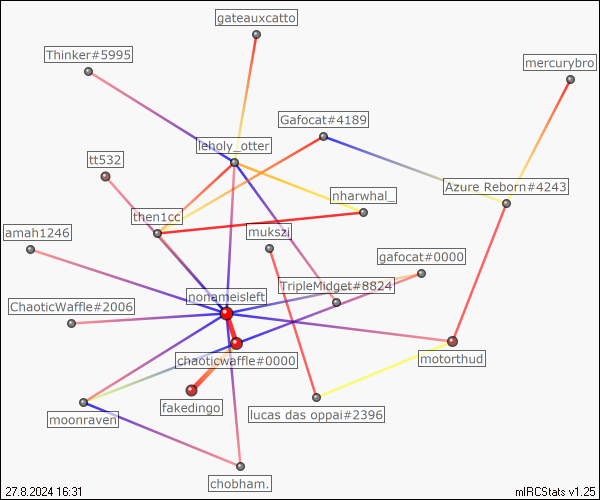 gateauxcatto
Thinker#5995
mercurybro
Gafocat#4189
leholy_otter
tt532
Azure Reborn#4243
nharwhal_
then1cc
amah1246
mukszi
gafocat#0000
TripleMidget#8824
nonameisleft
ChaoticWaffle#2006
chaoticwaffle#0000
motorthud
fakedingo
lucas das oppai#2396
moonraven
chobham.
27.8.2024 16:31
mIRCStats v1.25